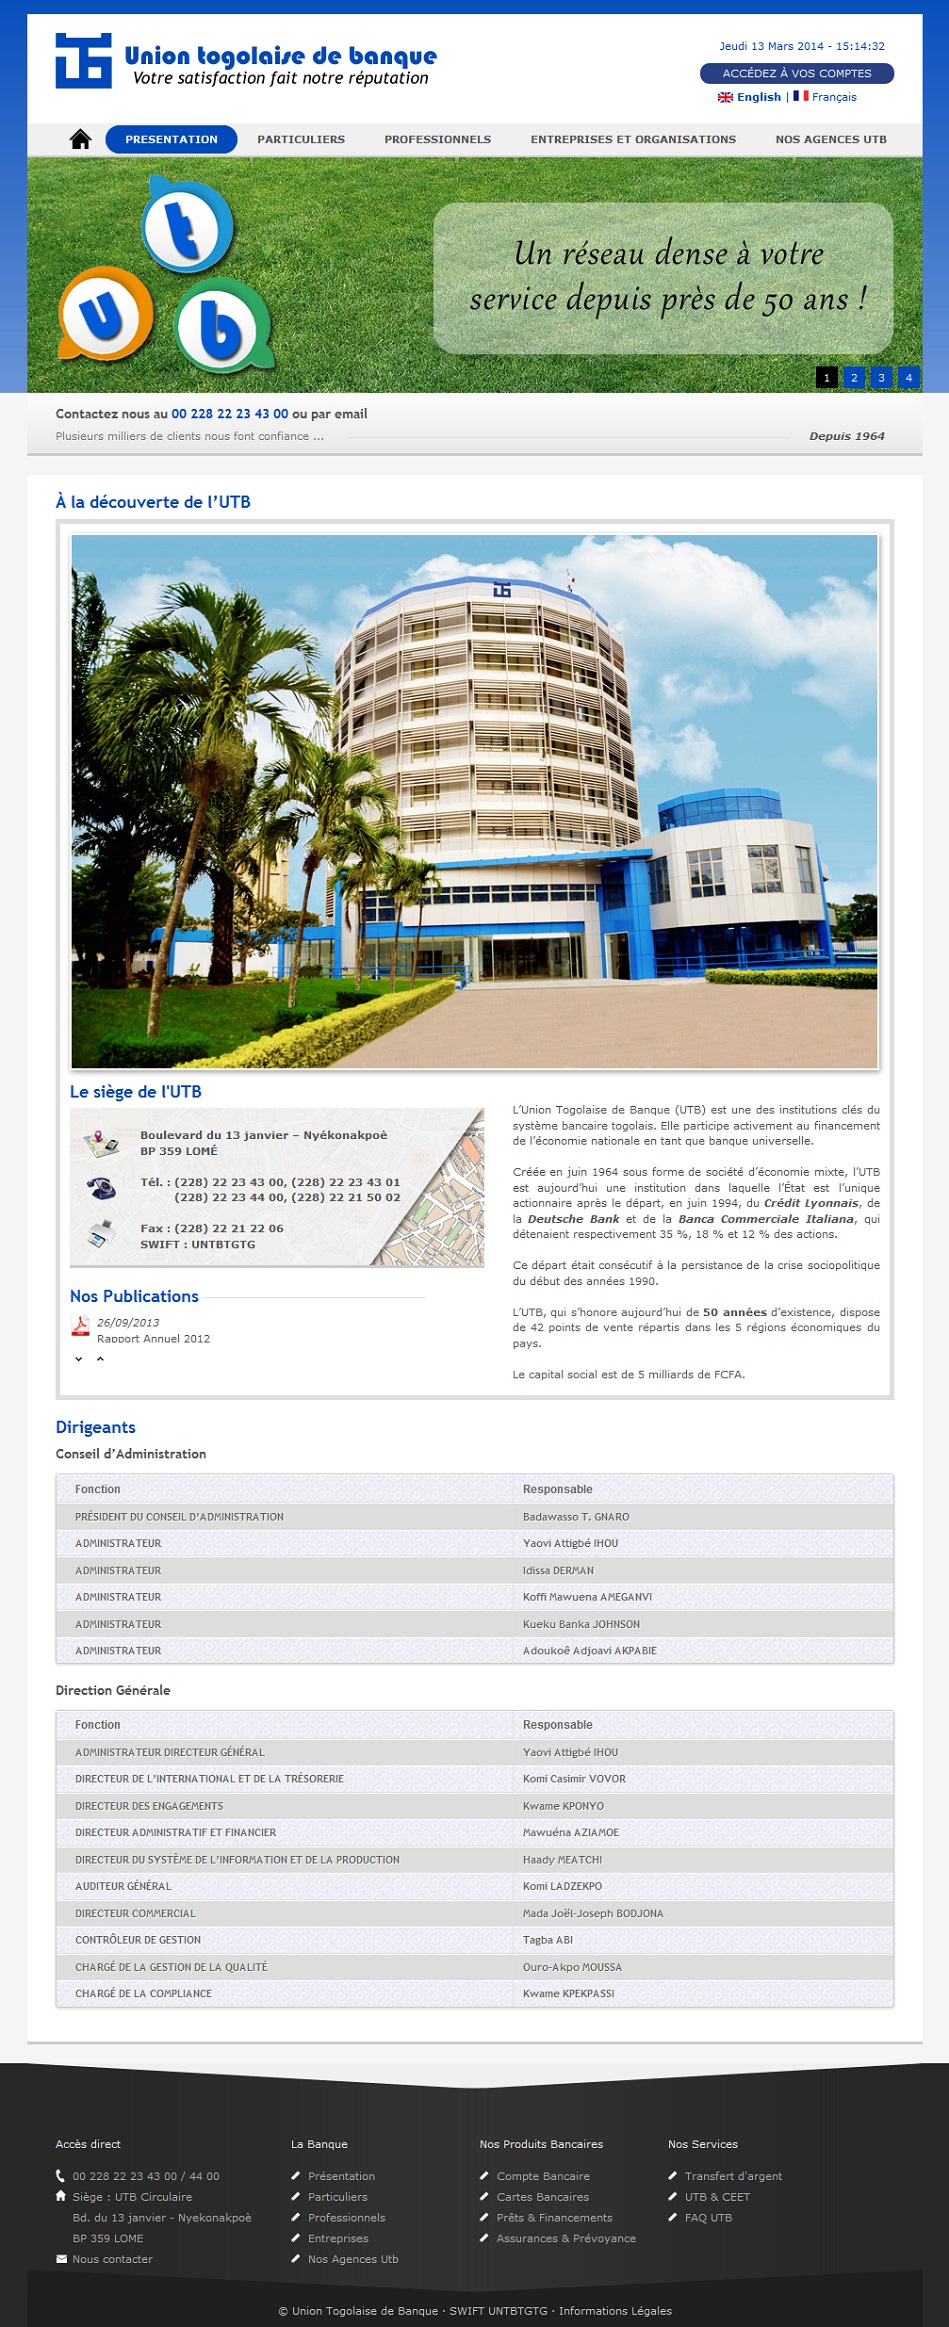 Union togolaise de banque
Votre satisfaction fait notre réputation
Jeudi 13 Mars 2014 - 15:14:32
ACCÉDEZ À VOS COMPTES
English | Français
PRESENTATION PARTICULIERS PROFESSIONNELS ENTREPRISES ET ORGANISATIONS NOS AGENCES UTB
u t b
Un réseau dense à votre
service depuis près de 50 ans !
1 2 3 4
Contactez nous au 00 228 22 23 43 00 ou par email
Plusieurs milliers de clients nous font confiance ...
Depuis 1964
À la découverte de l’UTB
Le siège de l'UTB
Boulevard du 13 janvier – Nyékonakpoè
BP 359 LOMÉ
Tél. : (228) 22 23 43 00, (228) 22 23 43 01
(228) 22 23 44 00, (228) 22 21 50 02
Fax : (228) 22 21 22 06
SWIFT : UNTBTGTG
Nos Publications
26/09/2013
Rapport Annuel 2012
L’Union Togolaise de Banque (UTB) est une des institutions clés du
système bancaire togolais. Elle participe activement au financement
de l’économie nationale en tant que banque universelle.
Créée en juin 1964 sous forme de société d’économie mixte, l’UTB
est aujourd’hui une institution dans laquelle l’État est l’unique
actionnaire après le départ, en juin 1994, du Crédit Lyonnais, de
la Deutsche Bank et de la Banca Commerciale Italiana, qui
détenaient respectivement 35 %, 18 % et 12 % des actions.
Ce départ était consécutif à la persistance de la crise sociopolitique
du début des années 1990.
L’UTB, qui s’honore aujourd’hui de 50 années d’existence, dispose
de 42 points de vente répartis dans les 5 régions économiques du
pays.
Le capital social est de 5 milliards de FCFA.
Dirigeants
Conseil d’Administration
Fonction Responsable
PRÉSIDENT DU CONSEIL D’ADMINISTRATION Badawasso T. GNARO
ADMINISTRATEUR Yaovi Attigbé IHOU
ADMINISTRATEUR Idissa DERMAN
ADMINISTRATEUR Koffi Mawuena AMEGANVI
ADMINISTRATEUR Kueku Banka JOHNSON
ADMINISTRATEUR Adoukoê Adjoavi AKPABIE
Direction Générale
Fonction Responsable
ADMINISTRATEUR DIRECTEUR GÉNÉRAL Yaovi Attigbé IHOU
DIRECTEUR DE L’INTERNATIONAL ET DE LA TRÉSORERIE Komi Casimir VOVOR
DIRECTEUR DES ENGAGEMENTS Kwame KPONYO
DIRECTEUR ADMINISTRATIF ET FINANCIER Mawuéna AZIAMOE
DIRECTEUR DU SYSTÈME DE L’INFORMATION ET DE LA PRODUCTION Haady MEATCHI
AUDITEUR GÉNÉRAL Komi LADZEKPO
DIRECTEUR COMMERCIAL Mada Joël-Joseph BODJONA
CONTRÔLEUR DE GESTION Tagba ABI
CHARGÉ DE LA GESTION DE LA QUALITÉ Ouro-Akpo MOUSSA
CHARGÉ DE LA COMPLIANCE Kwame KPEKPASSI
Accès direct
00 228 22 23 43 00 / 44 00
Siège : UTB Circulaire
Bd. du 13 janvier - Nyekonakpoè
BP 359 LOME
Nous contacter
La Banque
Présentation
Particuliers
Professionnels
Entreprises
Nos Agences Utb
Nos Produits Bancaires
Compte Bancaire
Cartes Bancaires
Prêts & Financements
Assurances & Prévoyance
Nos Services
Transfert d'argent
UTB & CEET
FAQ UTB
© Union Togolaise de Banque · SWIFT UNTBTGTG · Informations Légales